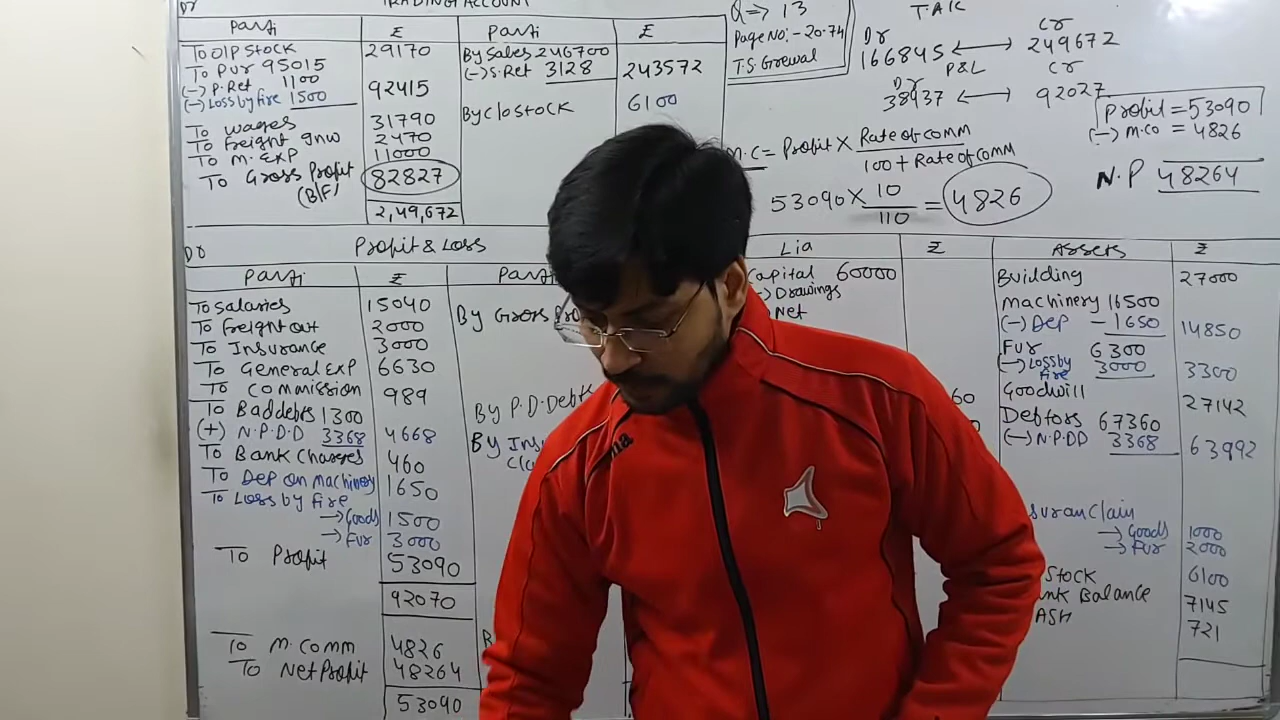 Dr
TRADING ACCOUNT
Parti ₹ Parti ₹
To O/P Stock 29170
To Pur 95015
(-) P.Ret 1100
(-) Loss by fire 1500 92415
To wages 31790
To Freight inw 2470
To M. Exp 11000
To Gross Profit 82827
(B/F)
2,49,672
By Sales 246700
(-) S.Ret 3128 243572
By Clo Stock 6100
Q => 13
Page No:- 20.74
T.S. Grewal
T.A/C
Dr Cr
166845 ↔ 249672
P&L
Dr Cr
38937 ↔ 92027
M.C = Profit × Rate of comm
100 + Rate of comm
53090 × 10 = 4826
110
Profit = 53090
(-) M.Co = 4826
N.P 48264
Dr
Profit & Loss
Parti ₹ Parti
To Salaries 15040
To Freight out 2000
To Insurance 3000
To General Exp 6630
To Commission 989
To Bad debts 1300
(+) N.P.D.D 3368 4668
To Bank Charges 460
To Dep on Machinery 1650
To Loss by Fire
→ Goods 1500
→ Fur 3000
To Profit 53090
92070
To M. Comm 4826
To Net Profit 48264
53090
By Gross
By P.D.Debts
By Ins
Lia ₹ Assets ₹
Capital 60000
(-) Drawings
Net
60
Building 27000
Machinery 16500
(-) Dep - 1650 14850
Fur 6300
(-) Loss by fire 3000 3300
Goodwill 27142
Debtors 67360
(-) N.P.D.D 3368 63992
suran Claim
→ Goods 1000
→ Fur 2000
Stock 6100
nk Balance 7145
ASH 721